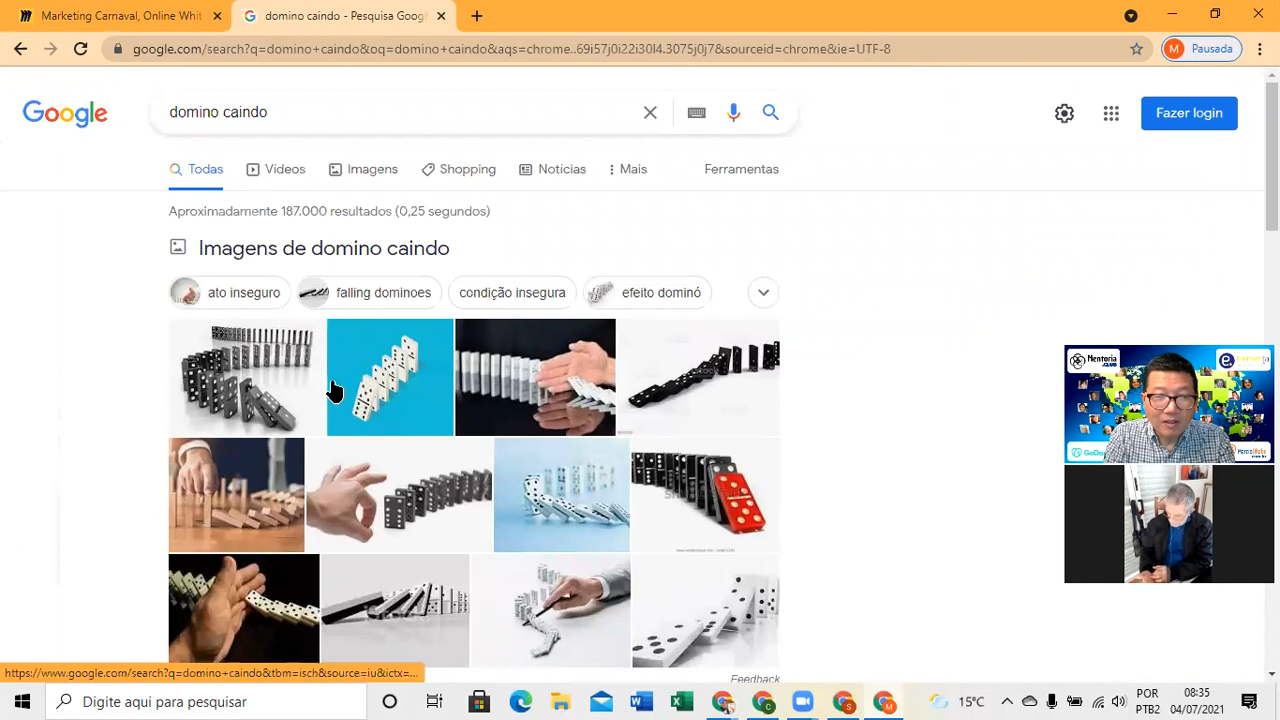 Marketing Carnaval, Online Whit
domino caindo - Pesquisa Goog
google.com/search?q=domino+caindo&oq=domino+caindo&aqs=chrome..69i57j0i22i30l4.3075j0j7&sourceid=chrome&ie=UTF-8
M Pausada
Google
domino caindo
Fazer login
Todas
Vídeos
Imagens
Shopping
Notícias
Mais
Ferramentas
Aproximadamente 187.000 resultados (0,25 segundos)
Imagens de domino caindo
ato inseguro
falling dominoes
condição insegura
efeito dominó
Mentoria
CLUB
Feedback
https://www.google.com/search?q=domino+caindo&tbm=isch&source=iu&ictx=...
Digite aqui para pesquisar
15°C
POR
PTB2
08:35
04/07/2021